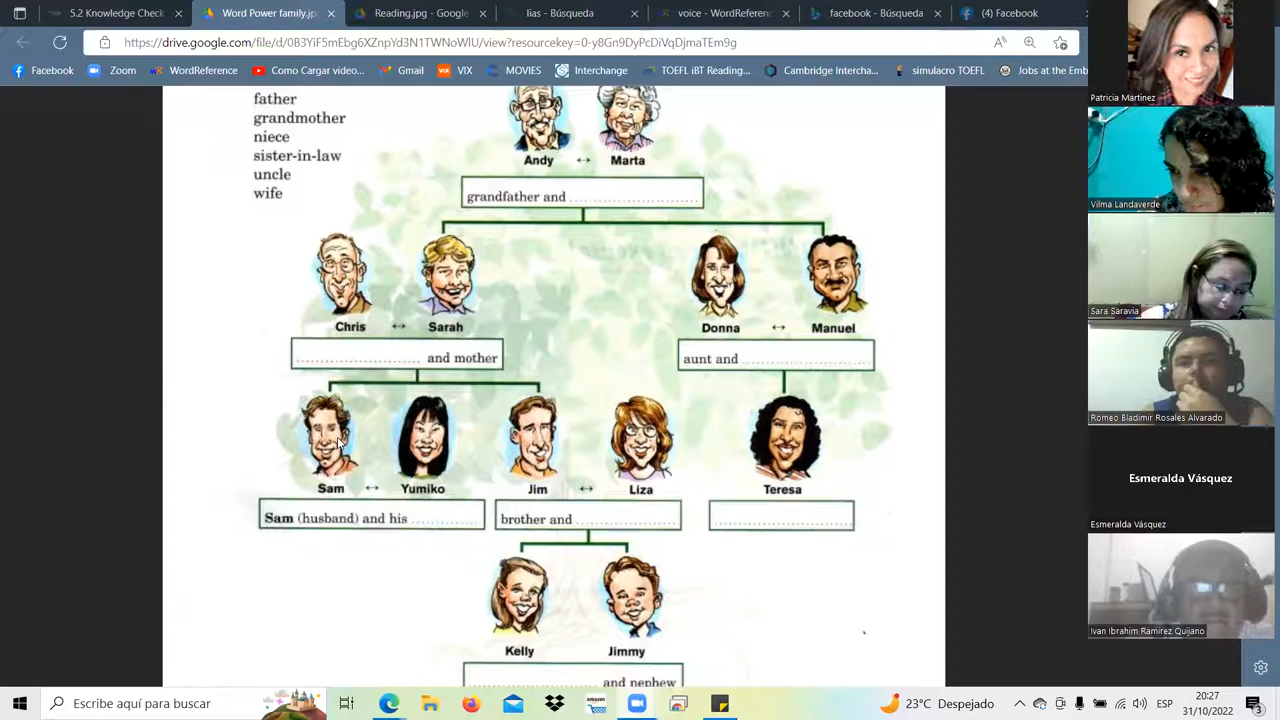 5.2 Knowledge Check
Word Power family.jp
Reading.jpg - Google
lias - Búsqueda
voice - WordReferenc
facebook - Búsqueda
(4) Facebook
https://drive.google.com/file/d/0B3YiF5mEbg6XZnpYd3N1TWNoWlU/view?resourcekey=0-y8Gn9DyPcDiVqDjmaTEm9g
Facebook
Zoom
WordReference
Como Cargar video...
Gmail
VIX
MOVIES
Interchange
TOEFL iBT Reading...
Cambridge Intercha...
simulacro TOEFL
Jobs at the Emb
father
grandmother
niece
sister-in-law
uncle
wife
Andy ↔ Marta
grandfather and ..............................
Chris ↔ Sarah
Donna ↔ Manuel
.............................. and mother
aunt and ..............................
Sam ↔ Yumiko
Jim ↔ Liza
Teresa
Sam (husband) and his ................
brother and ........................
..............................
Kelly
Jimmy
.............................. and nephew
Patricia Martinez
Vilma Landaverde
Sara Saravia
Romeo Bladimir Rosales Alvarado
Esmeralda Vásquez
Esmeralda Vásquez
Ivan Ibrahim Ramirez Quijano
Escribe aquí para buscar
amazon
23°C Despejado
ESP
20:27
31/10/2022
3